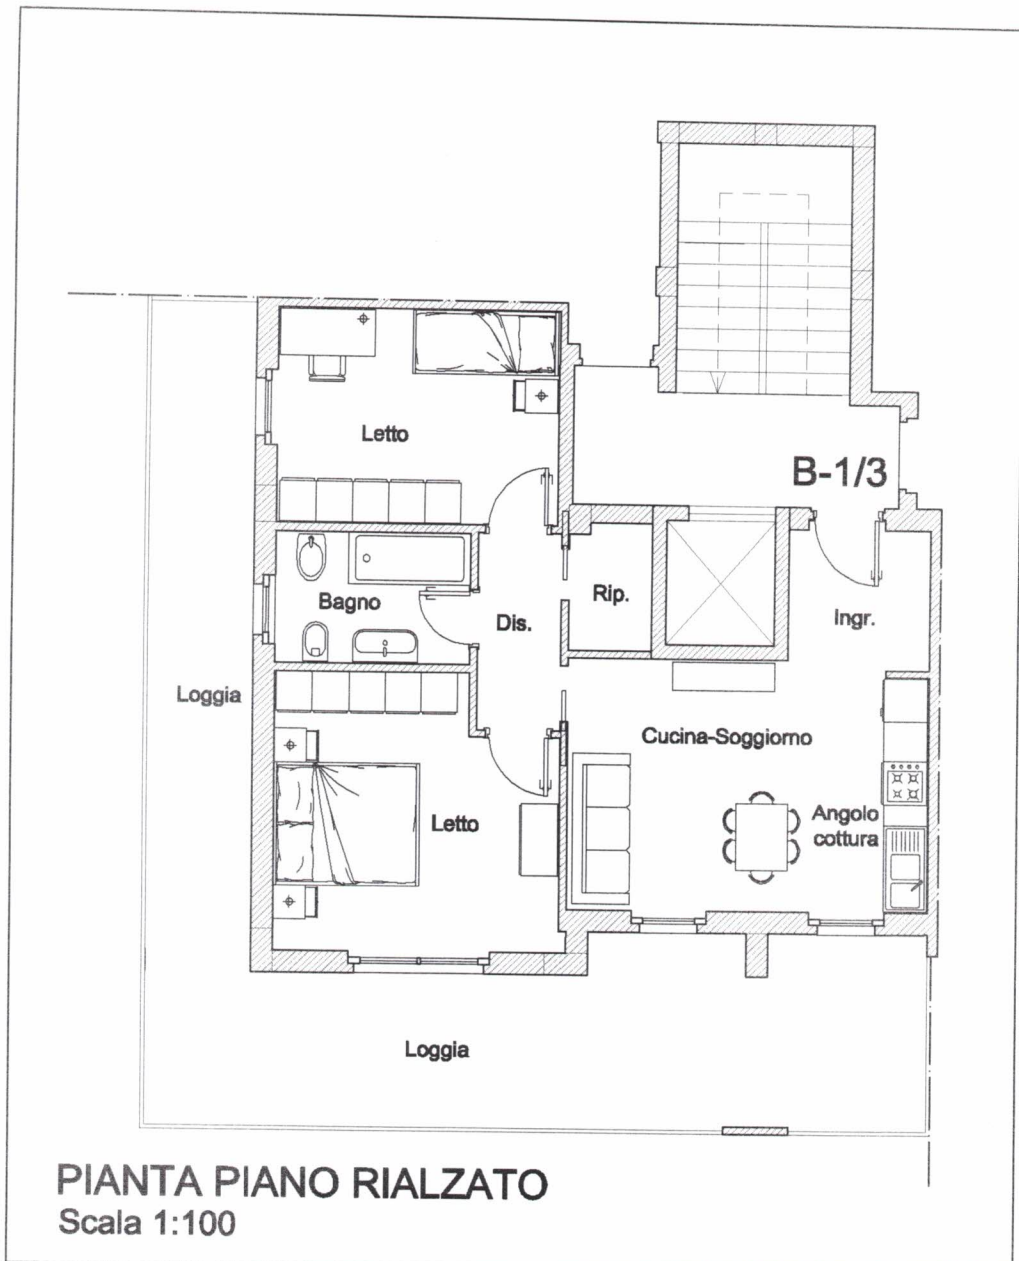 B-1/3
Letto
Rip.
Bagno
Dis.
Ingr.
Loggia
Cucina-Soggiorno
Letto
Angolo
cottura
Loggia
PIANTA PIANO RIALZATO
Scala 1:100